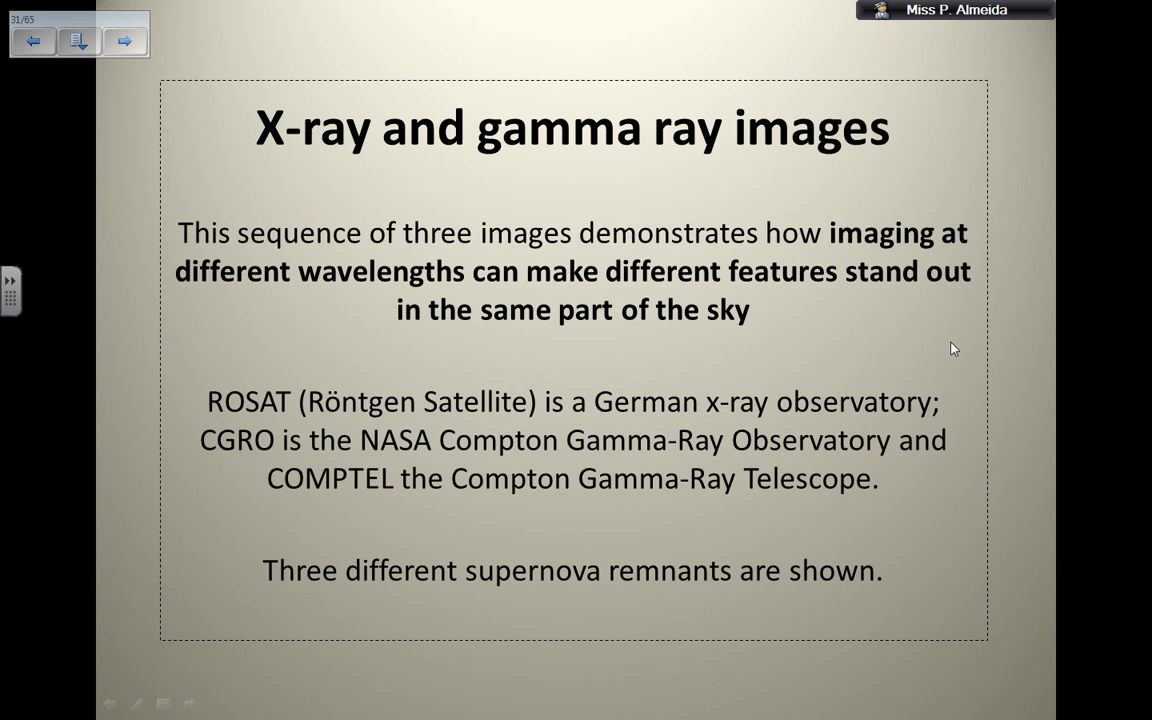 31/65
Miss P. Almeida
X-ray and gamma ray images
This sequence of three images demonstrates how imaging at
different wavelengths can make different features stand out
in the same part of the sky
ROSAT (Röntgen Satellite) is a German x-ray observatory;
CGRO is the NASA Compton Gamma-Ray Observatory and
COMPTEL the Compton Gamma-Ray Telescope.
Three different supernova remnants are shown.